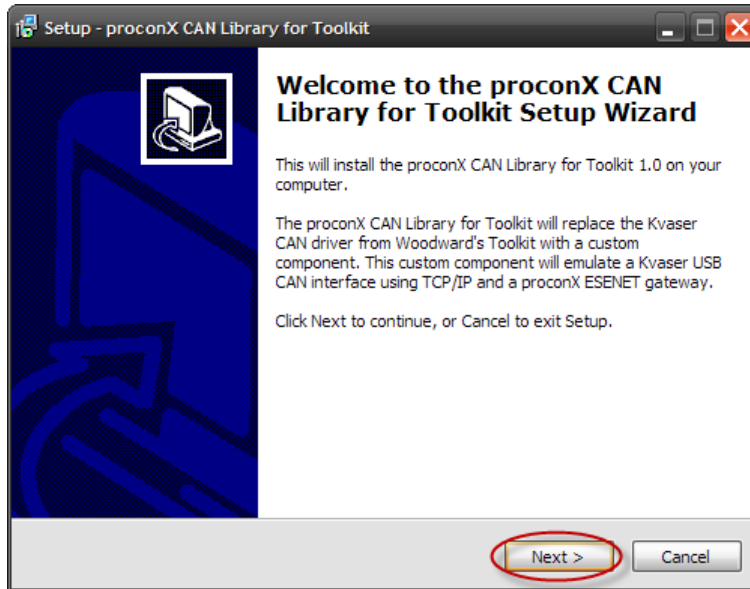 Setup - proconX CAN Library for Toolkit
Welcome to the proconX CAN
Library for Toolkit Setup Wizard
This will install the proconX CAN Library for Toolkit 1.0 on your
computer.
The proconX CAN Library for Toolkit will replace the Kvaser
CAN driver from Woodward's Toolkit with a custom
component. This custom component will emulate a Kvaser USB
CAN interface using TCP/IP and a proconX ESENET gateway.
Click Next to continue, or Cancel to exit Setup.
Next >
Cancel